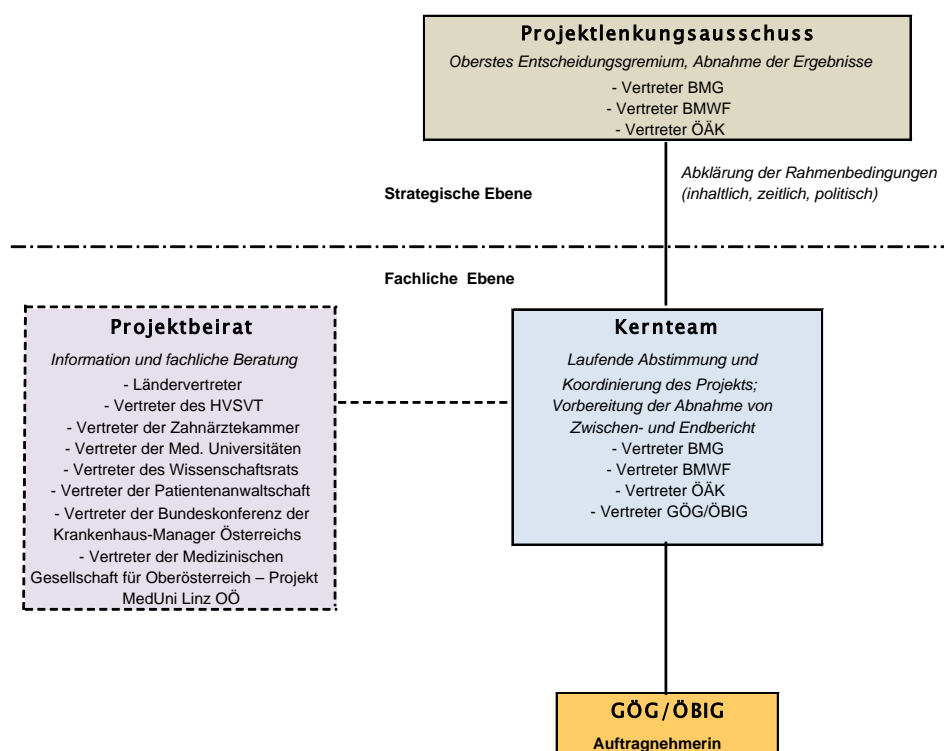 Projektlenkungsausschuss
Oberstes Entscheidungsgremium, Abnahme der Ergebnisse
- Vertreter BMG
- Vertreter BMWF
- Vertreter ÖÄK
Abklärung der Rahmenbedingungen
(inhaltlich, zeitlich, politisch)
Strategische Ebene
Fachliche Ebene
Projektbeirat
Information und fachliche Beratung
- Ländervertreter
- Vertreter des HVSVT
- Vertreter der Zahnärztekammer
- Vertreter der Med. Universitäten
- Vertreter des Wissenschaftsrats
- Vertreter der Patientenanwaltschaft
- Vertreter der Bundeskonferenz der
Krankenhaus-Manager Österreichs
- Vertreter der Medizinischen
Gesellschaft für Oberösterreich – Projekt
MedUni Linz OÖ
Kernteam
Laufende Abstimmung und
Koordinierung des Projekts;
Vorbereitung der Abnahme von
Zwischen- und Endbericht
- Vertreter BMG
- Vertreter BMWF
- Vertreter ÖÄK
- Vertreter GÖG/ÖBIG
GÖG/ÖBIG
Auftragnehmerin